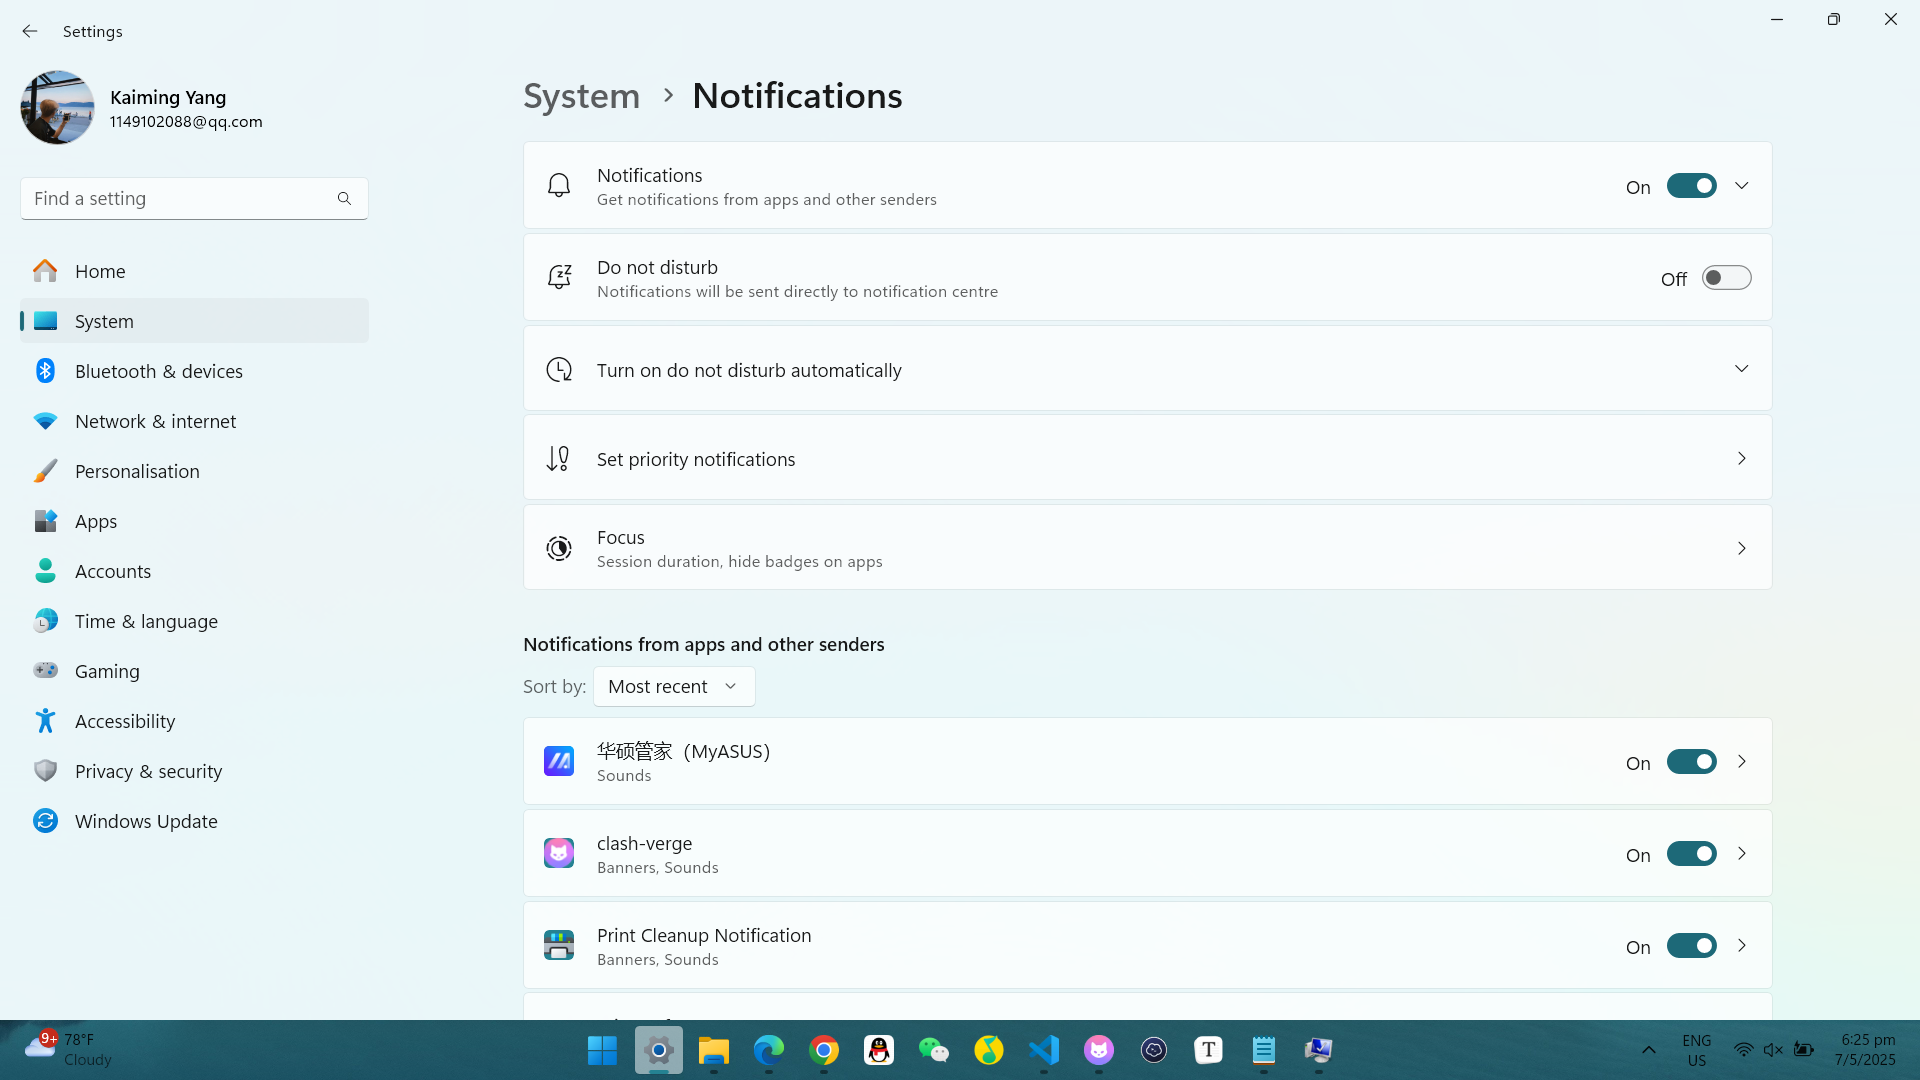 Settings
Kaiming Yang
1149102088@qq.com
Find a setting
Home
System
Bluetooth & devices
Network & internet
Personalisation
Apps
Accounts
Time & language
Gaming
Accessibility
Privacy & security
Windows Update
System > Notifications
Notifications
Get notifications from apps and other senders
On
Do not disturb
Notifications will be sent directly to notification centre
Off
Turn on do not disturb automatically
Set priority notifications
Focus
Session duration, hide badges on apps
Notifications from apps and other senders
Sort by: Most recent
华硕管家（MyASUS）
Sounds
On
clash-verge
Banners, Sounds
On
Print Cleanup Notification
Banners, Sounds
On
9+
78°F
Cloudy
T
ENG
US
6:25 pm
7/5/2025